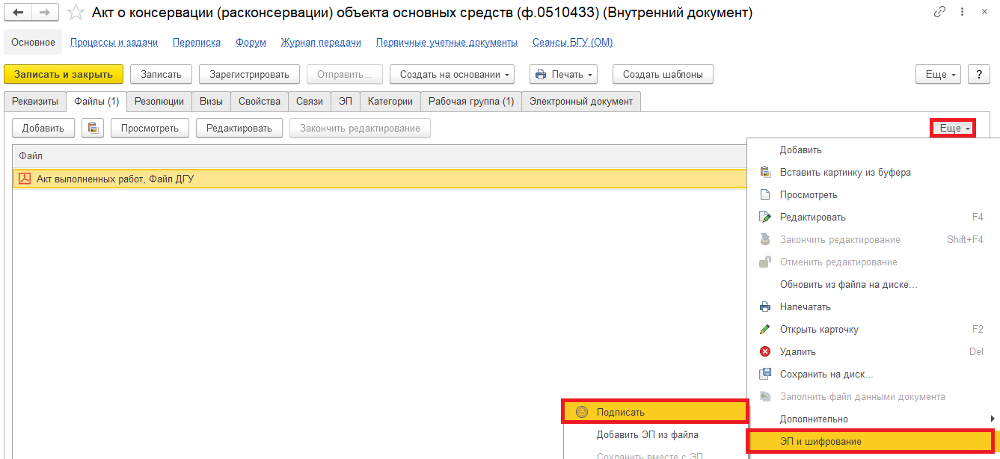 Акт о консервации (расконсервации) объекта основных средств (ф.0510433) (Внутренний документ)
Основное Процессы и задачи Переписка Форум Журнал передачи Первичные учетные документы Сеансы БГУ (ОМ)
Записать и закрыть Записать Зарегистрировать Отправить... Создать на основании Печать Создать шаблоны Еще ?
Реквизиты Файлы (1) Резолюции Визы Свойства Связи ЭП Категории Рабочая группа (1) Электронный документ
Добавить Просмотреть Редактировать Закончить редактирование Еще
Файл
Акт выполненных работ, Файл ДГУ
Добавить
Вставить картинку из буфера
Просмотреть
Редактировать F4
Закончить редактирование Shift+F4
Отменить редактирование
Обновить из файла на диске...
Напечатать
Открыть карточку F2
Удалить Del
Сохранить на диск...
Заполнить файл данными документа
Дополнительно
ЭП и шифрование
Подписать
Добавить ЭП из файла
Сохранить вместе с ЭП